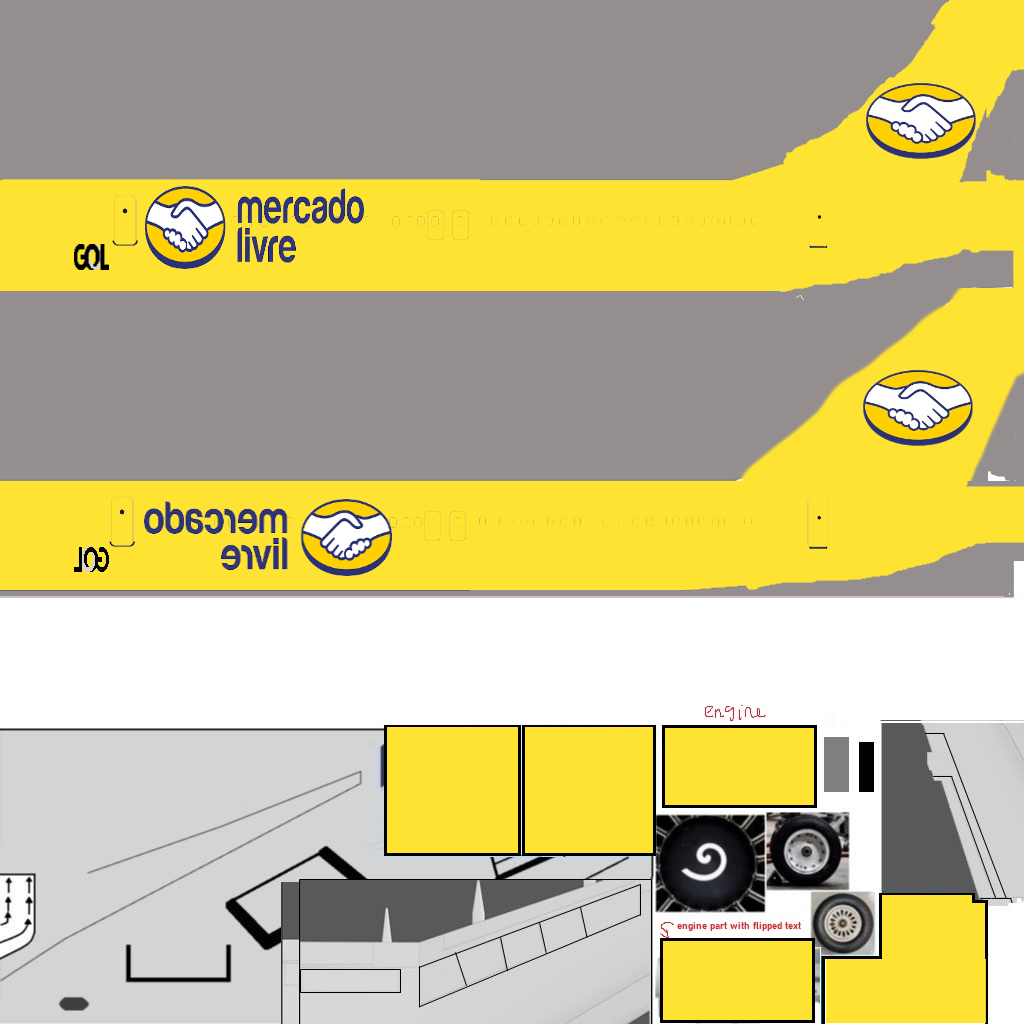 mercado
livre
GOL
mercado
livre
GOL
engine
engine part with flipped text